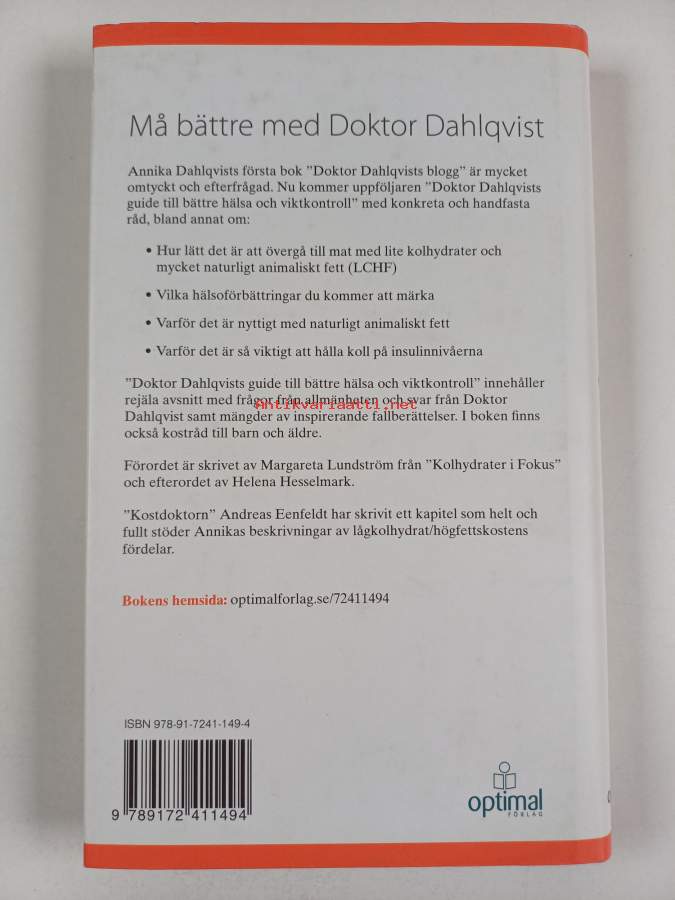 Må bättre med Doktor Dahlqvist
Annika Dahlqvists första bok ”Doktor Dahlqvists blogg” är mycket
omtyckt och efterfrågad. Nu kommer uppföljaren ”Doktor Dahlqvists
guide till bättre hälsa och viktkontroll” med konkreta och handfasta
råd, bland annat om:
• Hur lätt det är att övergå till mat med lite kolhydrater och
mycket naturligt animaliskt fett (LCHF)
• Vilka hälsoförbättringar du kommer att märka
• Varför det är nyttigt med naturligt animaliskt fett
• Varför det är så viktigt att hålla koll på insulinnivåerna
”Doktor Dahlqvists guide till bättre hälsa och viktkontroll” innehåller
rejäla avsnitt med frågor från allmänheten och svar från Doktor
Antikvariaatti.net
Dahlqvist samt mängder av inspirerande fallberättelser. I boken finns
också kostråd till barn och äldre.
Förordet är skrivet av Margareta Lundström från ”Kolhydrater i Fokus”
och efterordet av Helena Hesselmark.
”Kostdoktorn” Andreas Eenfeldt har skrivit ett kapitel som helt och
fullt stöder Annikas beskrivningar av lågkolhydrat/högfettskostens
fördelar.
Bokens hemsida: optimalforlag.se/72411494
ISBN 978-91-7241-149-4
9 789172 411494
optimal
FÖRLAG